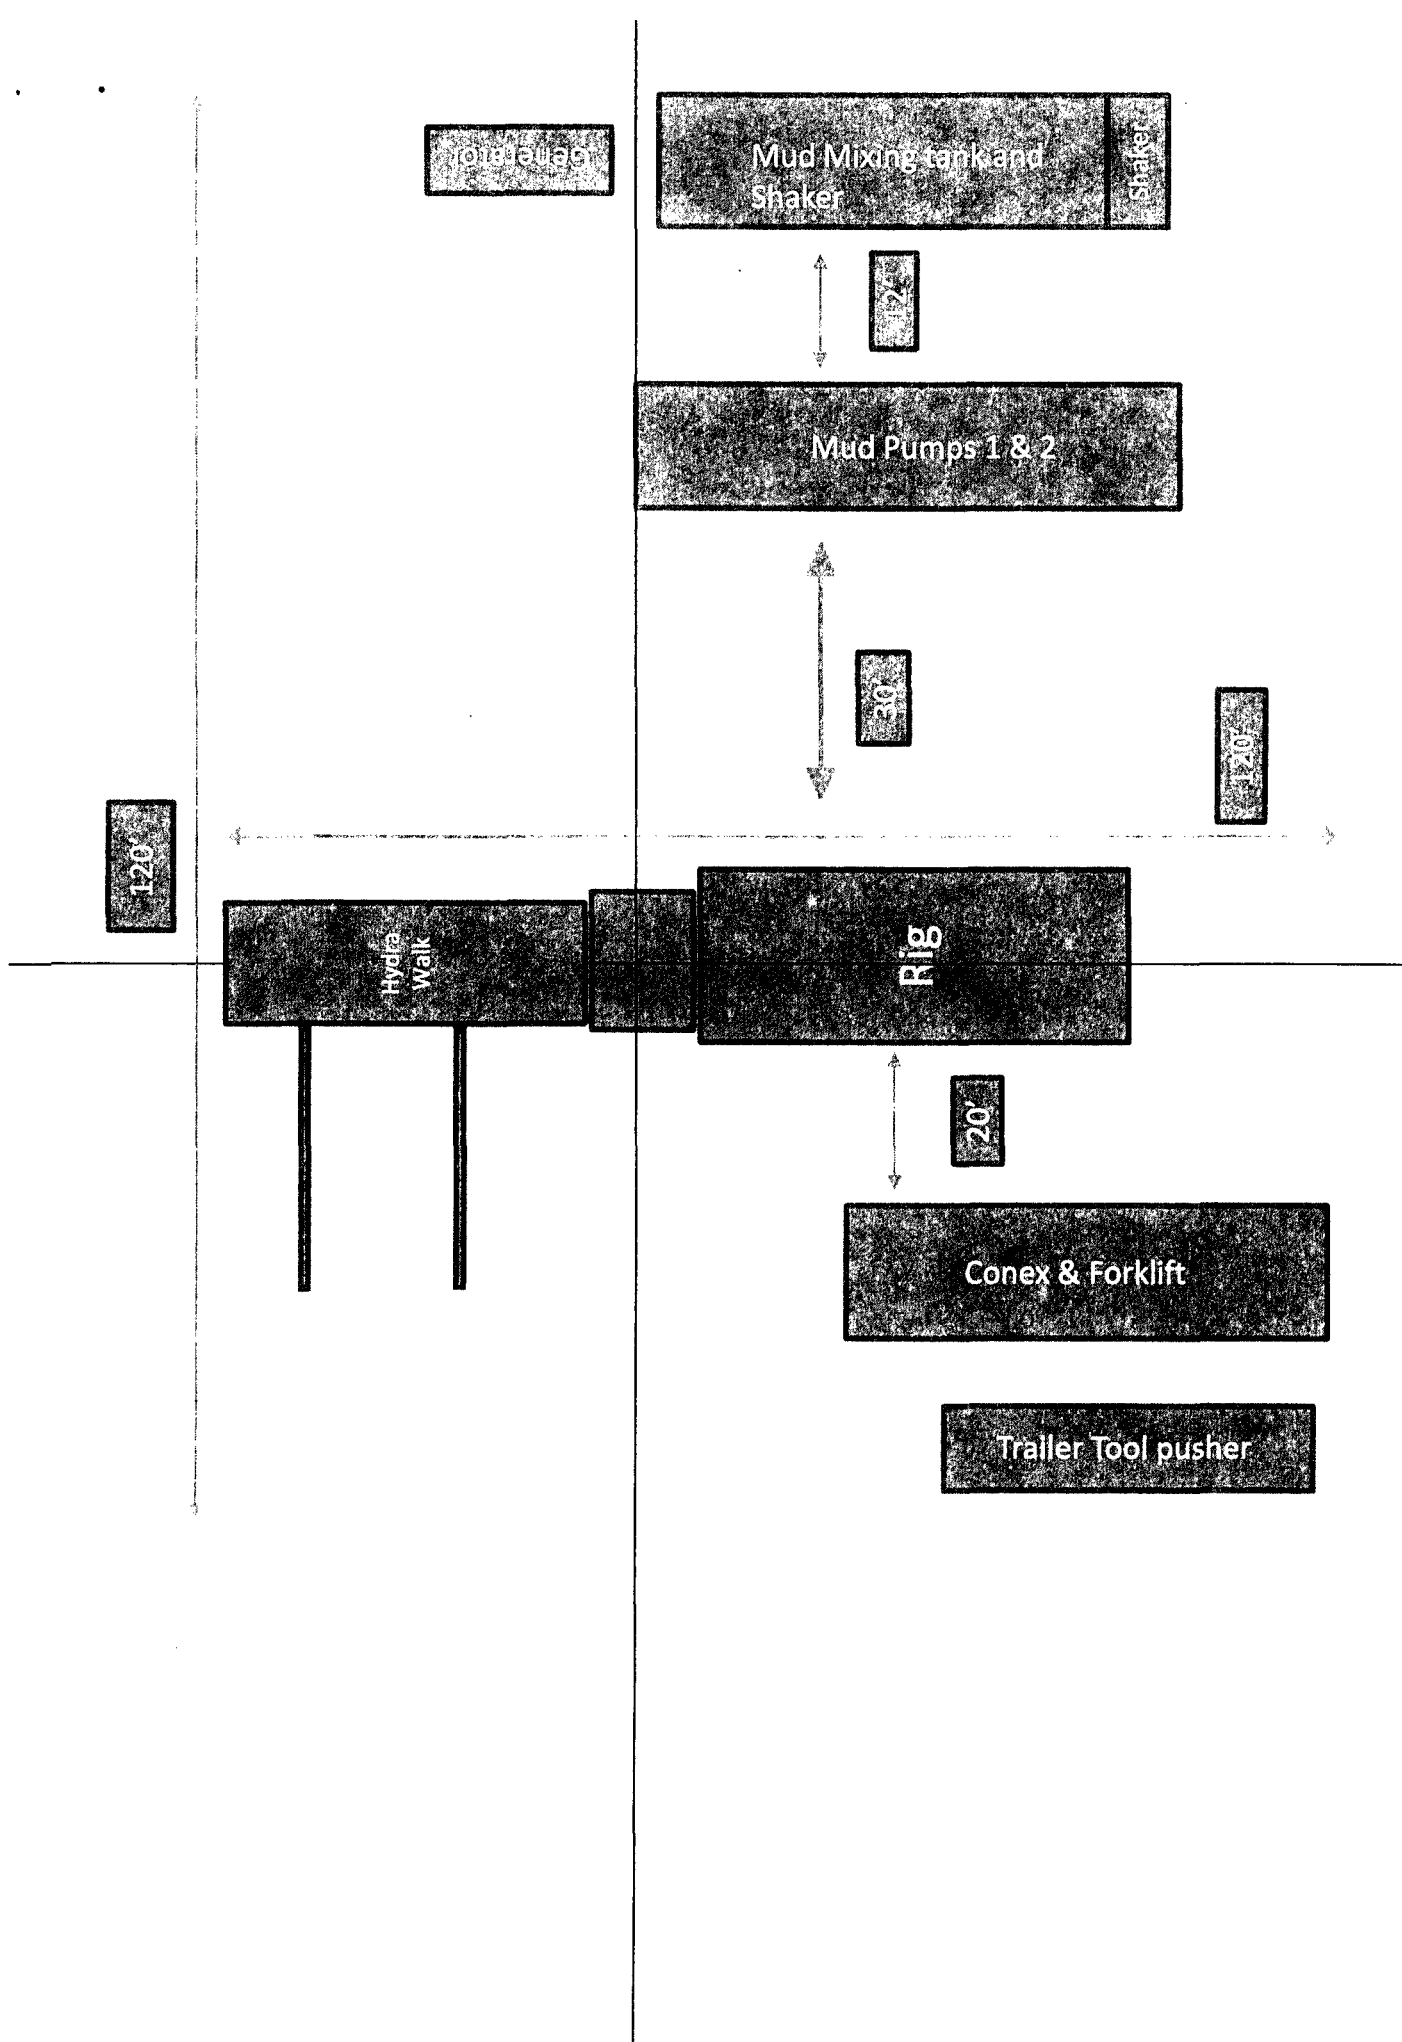 Generator
Mud Mixing tank and
Shaker
Shaker
12'
Mud Pumps 1 & 2
30'
120'
120'
Hydra
Walk
Rig
20'
Conex & Forklift
Trailer Tool pusher